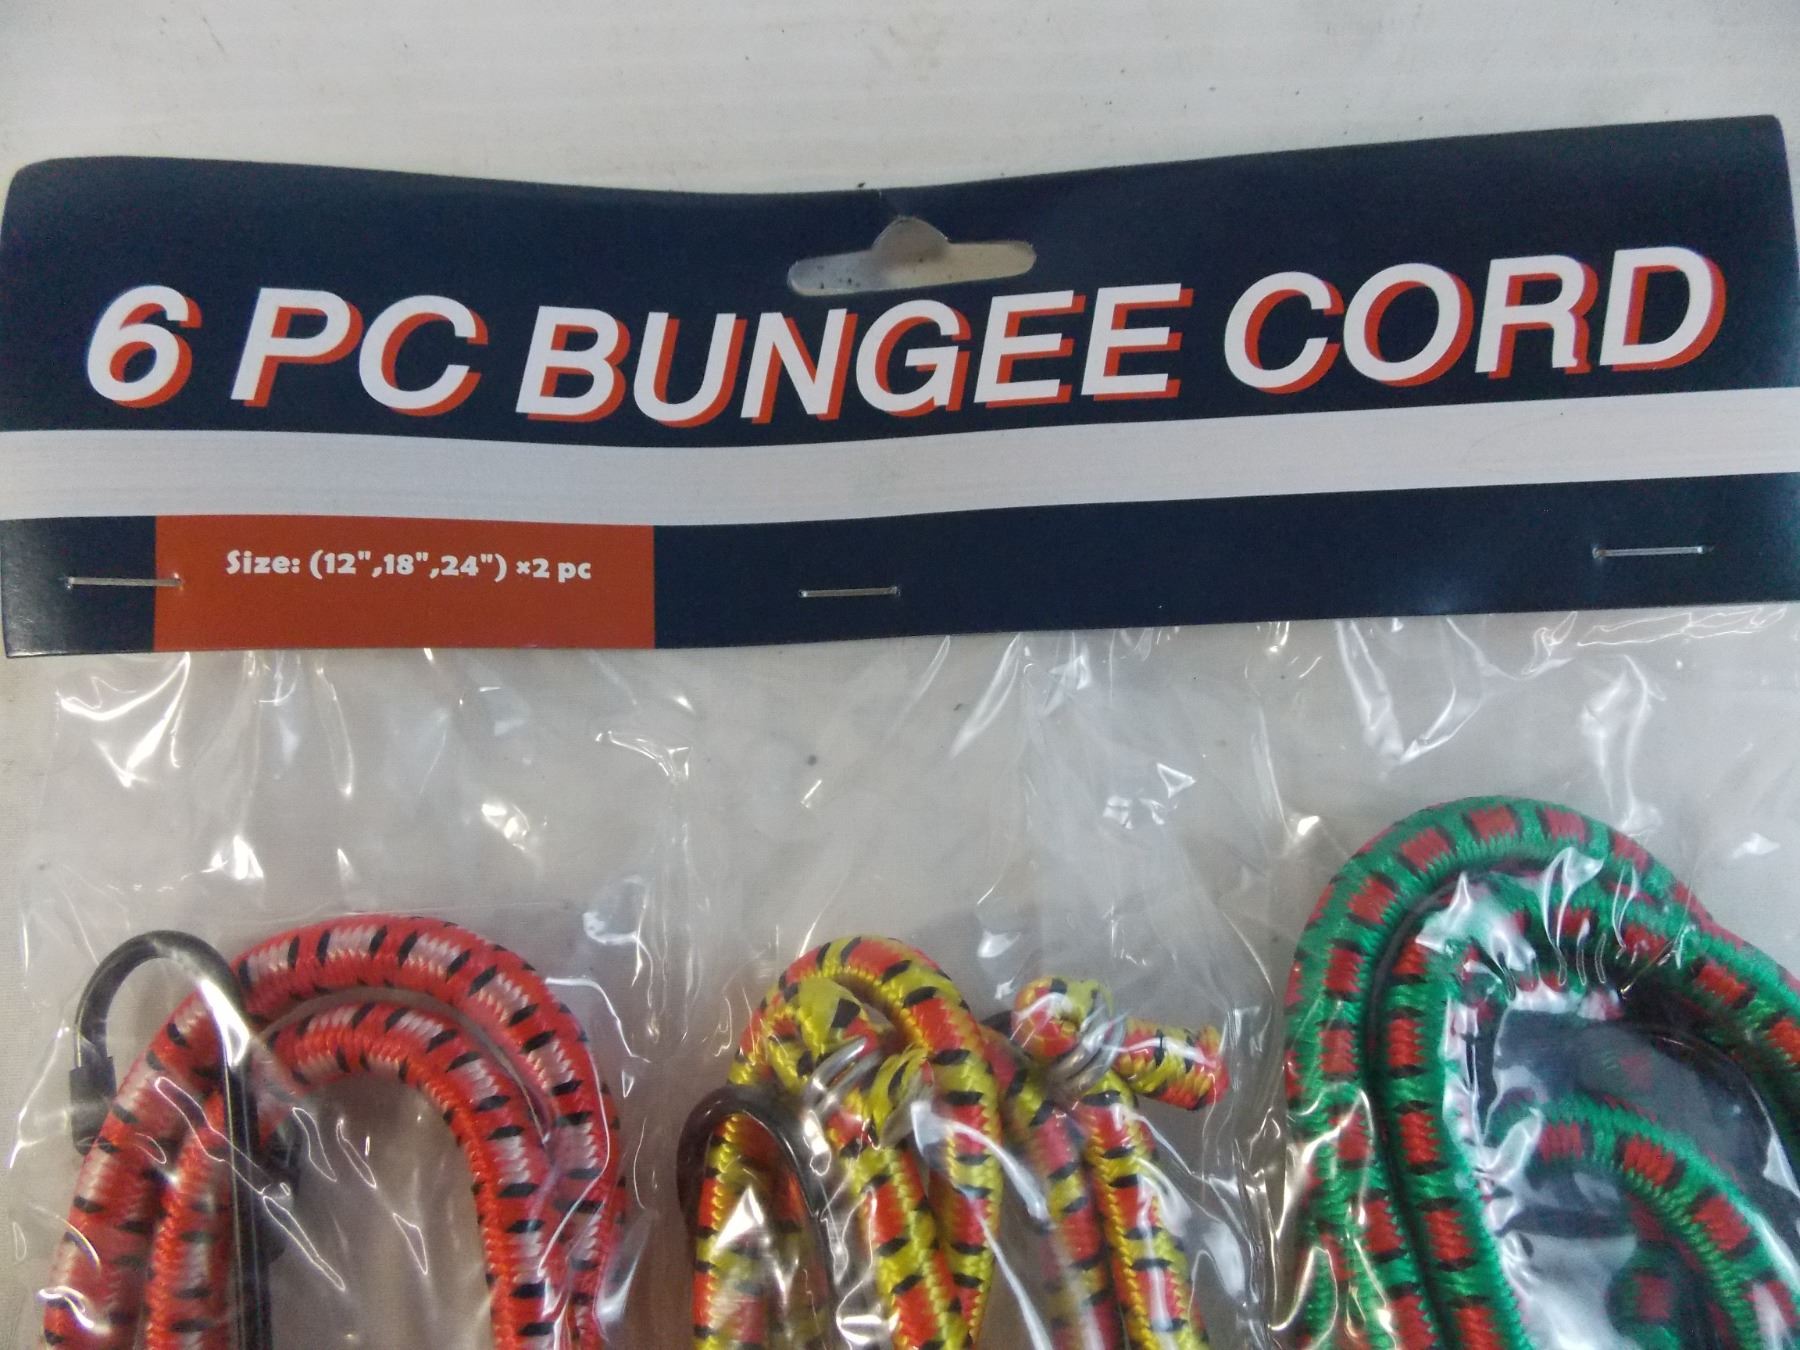 6 PC BUNGEE CORD
Size: (12",18",24") ×2 pc